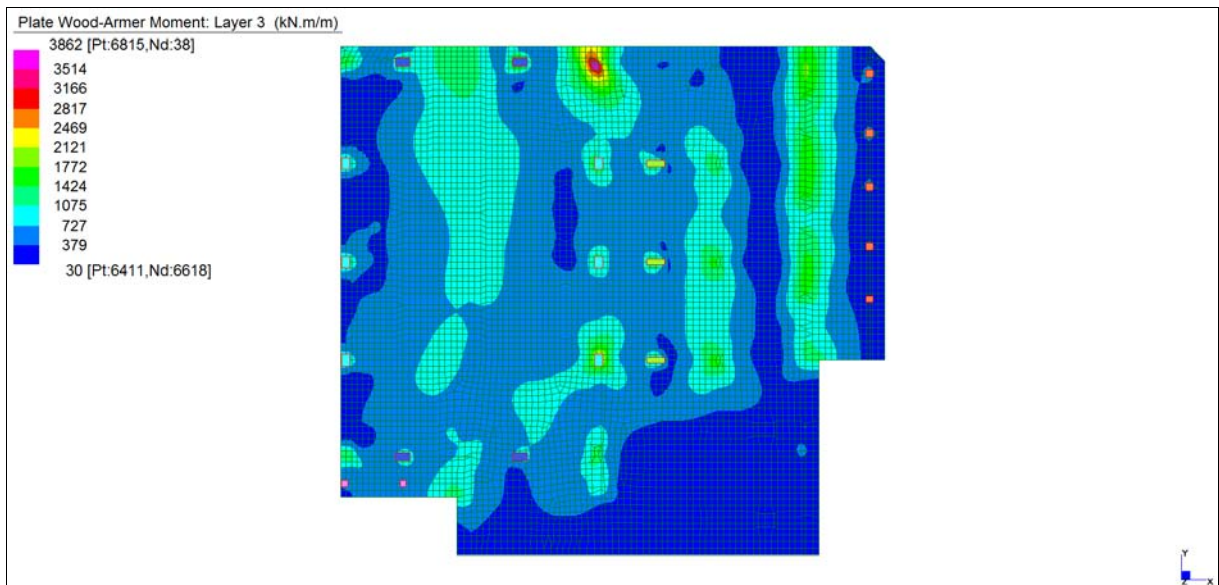 Plate Wood-Armer Moment: Layer 3 (kN.m/m)
3862 [Pt:6815,Nd:38]
3514
3166
2817
2469
2121
1772
1424
1075
727
379
30 [Pt:6411,Nd:6618]
Y
Z X